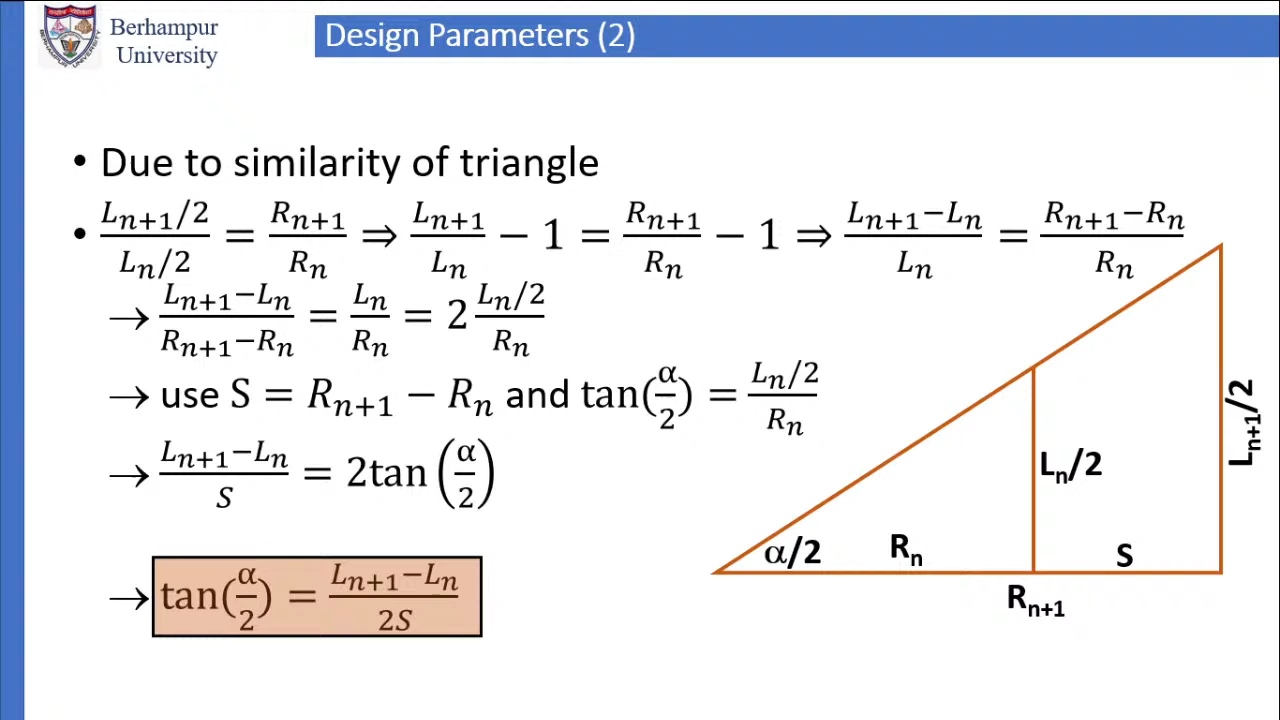 Berhampur
University
Design Parameters (2)
• Due to similarity of triangle
• (L_{n+1}/2)/(L_n/2) = R_{n+1}/R_n ⇒ L_{n+1}/L_n − 1 = R_{n+1}/R_n − 1 ⇒ (L_{n+1}−L_n)/L_n = (R_{n+1}−R_n)/R_n
→ (L_{n+1}−L_n)/(R_{n+1}−R_n) = L_n/R_n = 2 (L_n/2)/R_n
→ use S = R_{n+1} − R_n and tan(α/2) = (L_n/2)/R_n
→ (L_{n+1}−L_n)/S = 2tan(α/2)
→ tan(α/2) = (L_{n+1}−L_n)/2S
L_{n+1}/2
L_n/2
α/2
R_n
S
R_{n+1}